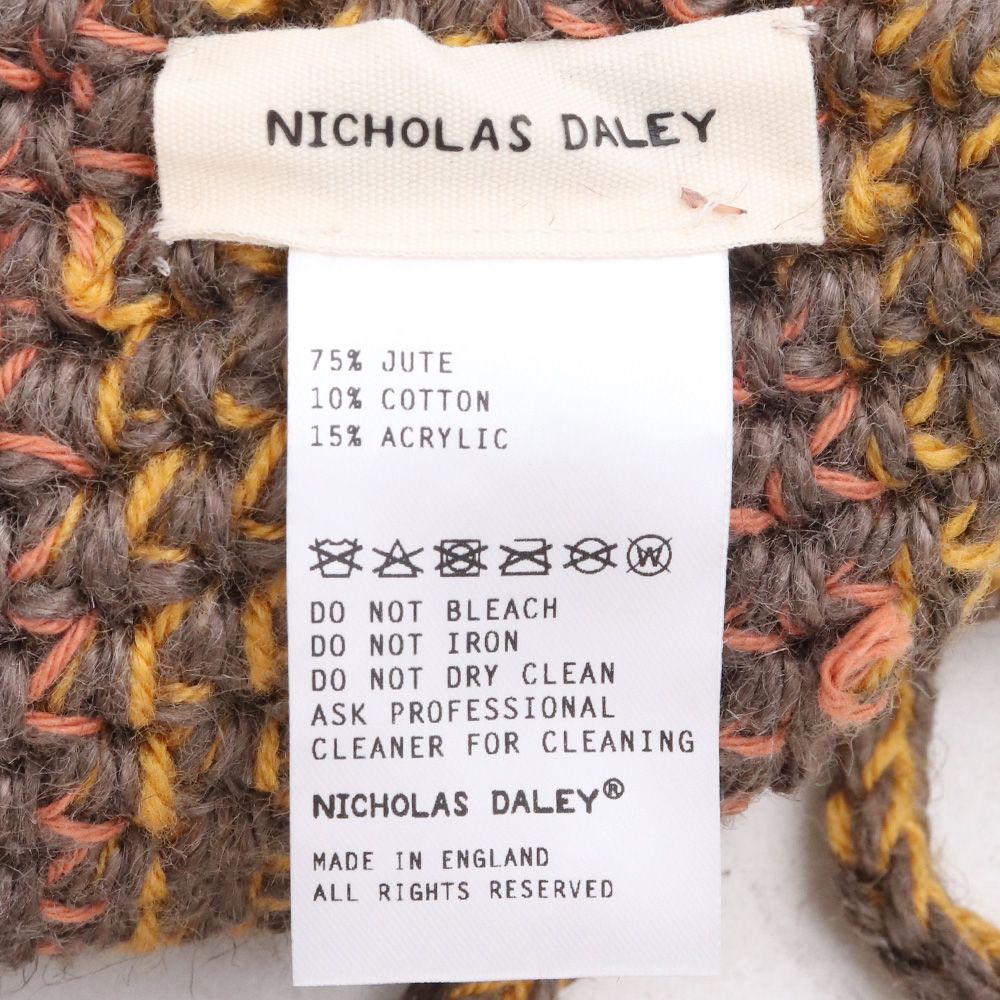 NICHOLAS DALEY
75% JUTE
10% COTTON
15% ACRYLIC
W
DO NOT BLEACH
DO NOT IRON
DO NOT DRY CLEAN
ASK PROFESSIONAL
CLEANER FOR CLEANING
NICHOLAS DALEY®
MADE IN ENGLAND
ALL RIGHTS RESERVED